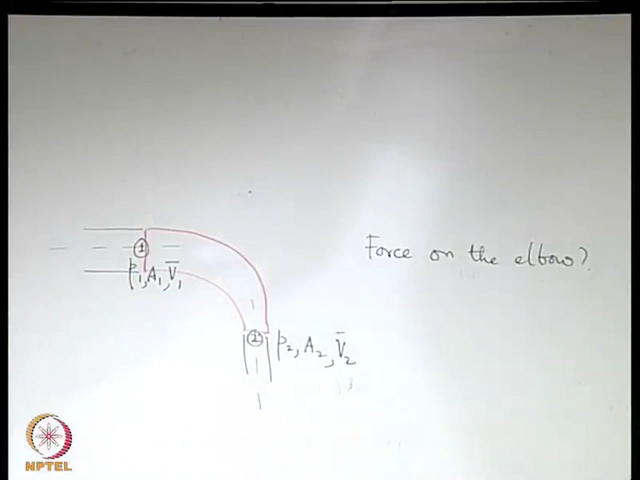 ①
p₁, A₁, V̄₁
Force on the elbow?
② p₂, A₂, V̄₂
NPTEL